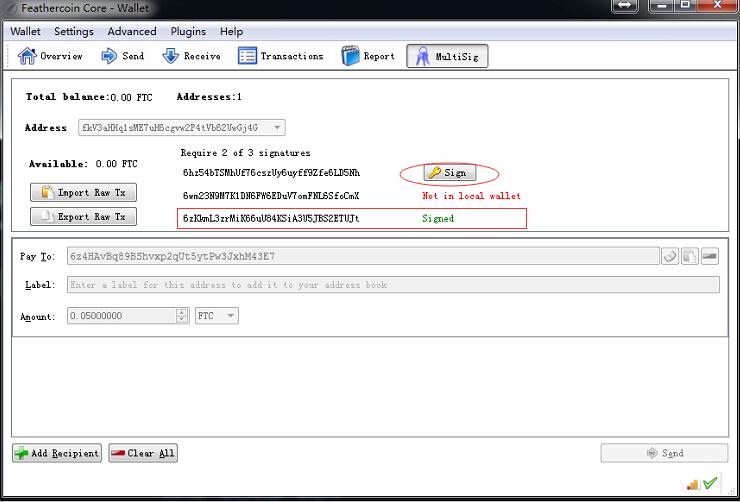 Feathercoin Core - Wallet
Wallet Settings Advanced Plugins Help
Overview Send Receive Transactions Report MultiSig
Total balance:0.00 FTC Addresses:1
Address fkV3aHHq1sME7uH6cgvw2P4tVb62UwGj4G
Available: 0.00 FTC
Require 2 of 3 signatures
6hz54bTSMhUf76cszUy6uyff9Zfe6LD5Nh Sign
Import Raw Tx
6wn23N9M7K1DN6FW6EDuV7omFNL6SfoCmX Not in local wallet
Export Raw Tx
6zKkmL3zrMiK66uU84KSiA3U5JBS2ETUJt Signed
Pay To: 6z4HAvBq89BShvxp2qUt5ytPw3JxhM43E7
Label: Enter a label for this address to add it to your address book
Amount: 0.05000000 FTC
Add Recipient Clear All Send